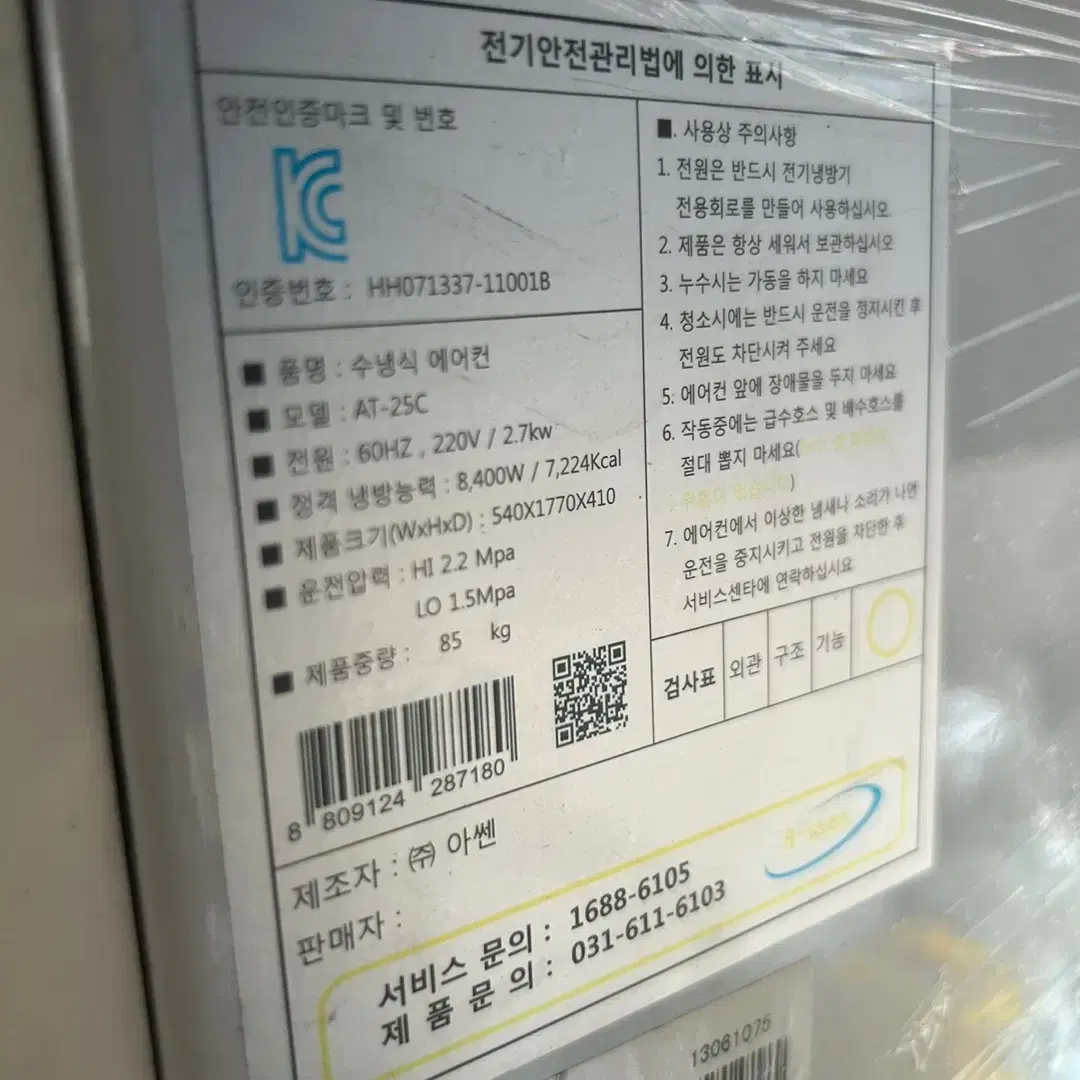 전기안전관리법에 의한 표시
안전인증마크 및 번호
인증번호 : HH071337-11001B
■ 품명 : 수냉식 에어컨
■ 모델 : AT-25C
■ 전원 : 60HZ , 220V / 2.7kw
■ 정격 냉방능력 : 8,400W / 7,224Kcal
■ 제품크기(WxHxD) : 540X1770X410
■ 운전압력 : HI 2.2 Mpa
LO 1.5Mpa
■ 제품중량 : 85 kg
8 809124 287180
■. 사용상 주의사항
1. 전원은 반드시 전기냉방기
전용회로를 만들어 사용하십시오.
2. 제품은 항상 세워서 보관하십시오
3. 누수시는 가동을 하지 마세요
4. 청소시에는 반드시 운전을 정지시킨 후
전원도 차단시켜 주세요
5. 에어컨 앞에 장애물을 두지 마세요
6. 작동중에는 급수호스 및 배수호스를
절대 뽑지 마세요(
위험이 있습니다)
7. 에어컨에서 이상한 냄새나 소리가 나면
운전을 중지시키고 전원을 차단한 후
서비스센타에 연락하십시요
검사표 외관 구조 기능
제조자 : ㈜ 아쎈
판매자 :
서비스 문의 : 1688-6105
제 품 문 의 : 031-611-6103
13061075